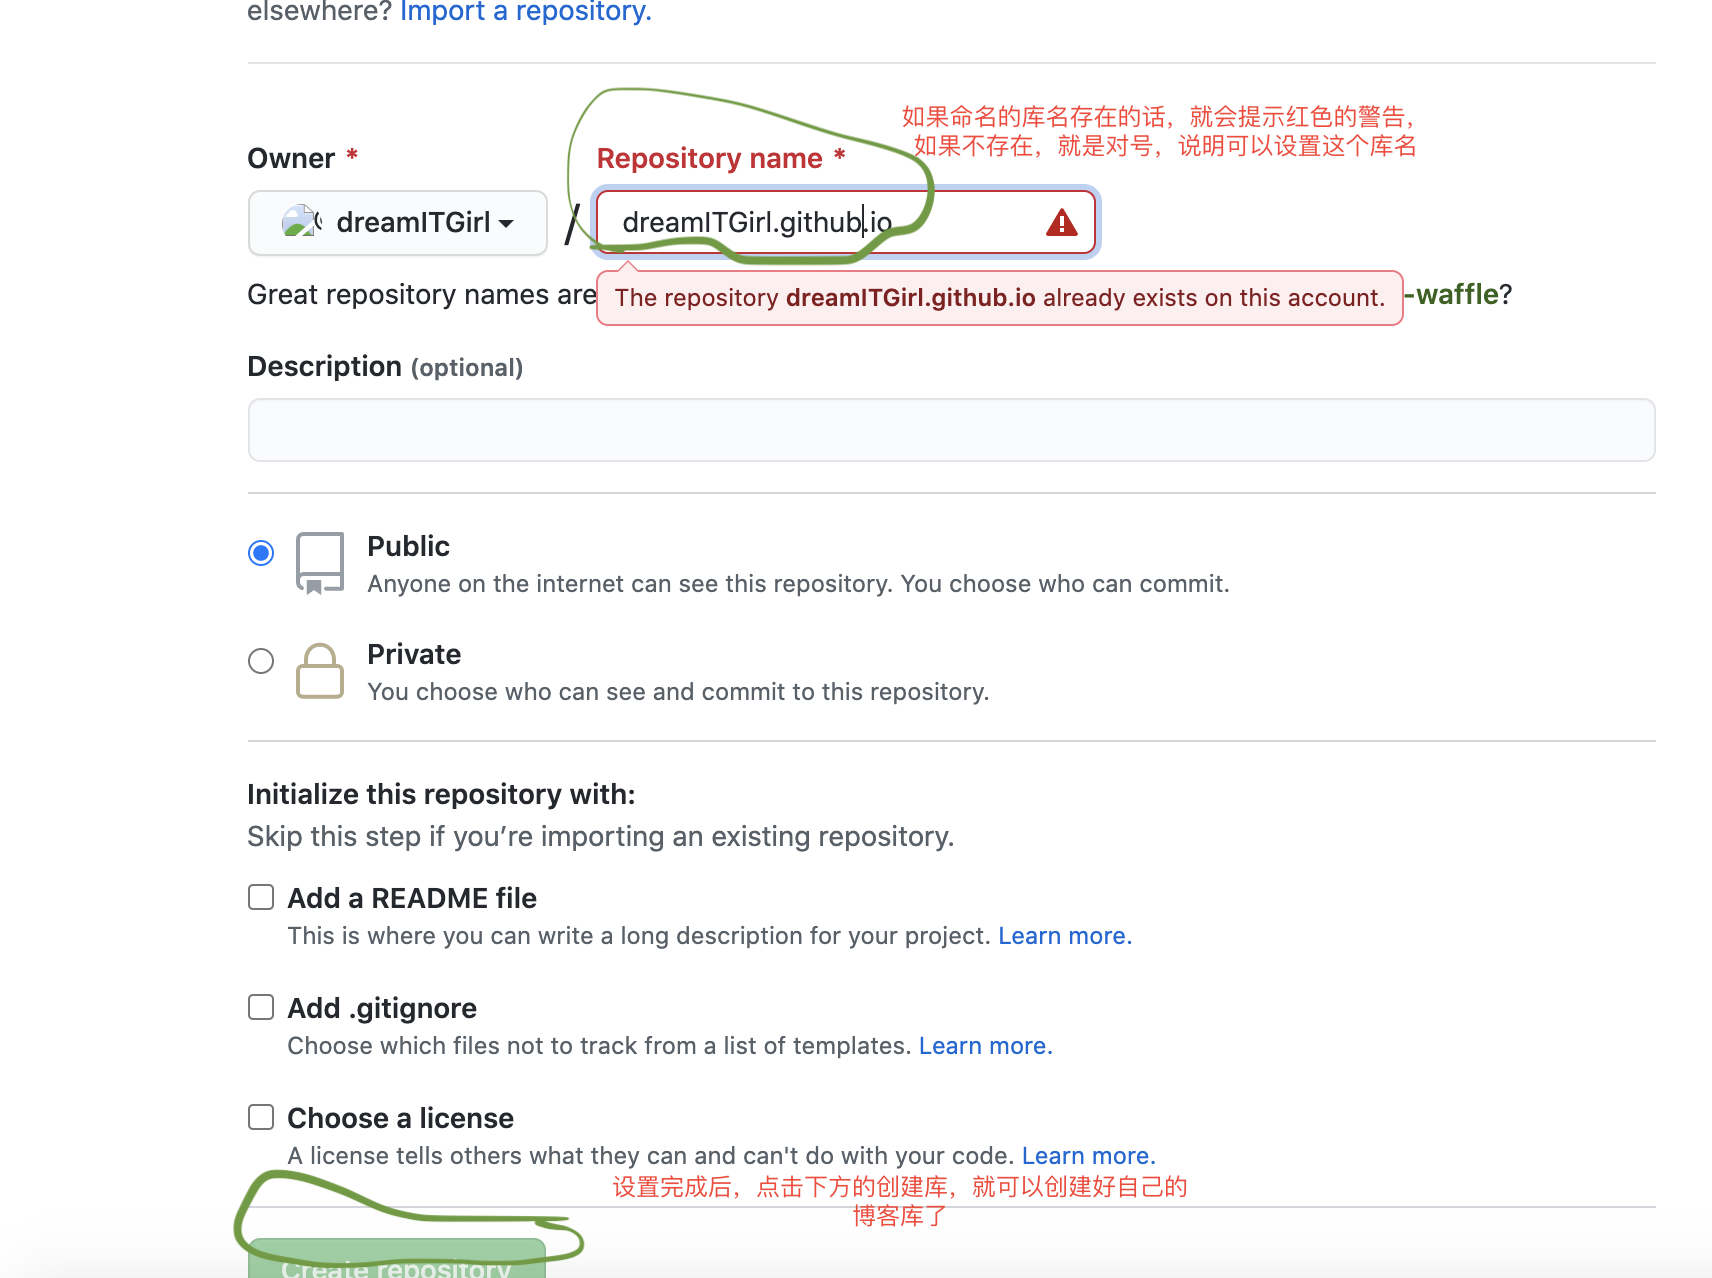 elsewhere? Import a repository.
如果命名的库名存在的话，就会提示红色的警告，
如果不存在，就是对号，说明可以设置这个库名
Owner *
Repository name *
dreamITGirl
/
dreamITGirl.github.io
Great repository names are
The repository dreamITGirl.github.io already exists on this account.
-waffle?
Description (optional)
Public
Anyone on the internet can see this repository. You choose who can commit.
Private
You choose who can see and commit to this repository.
Initialize this repository with:
Skip this step if you’re importing an existing repository.
Add a README file
This is where you can write a long description for your project. Learn more.
Add .gitignore
Choose which files not to track from a list of templates. Learn more.
Choose a license
A license tells others what they can and can't do with your code. Learn more.
设置完成后，点击下方的创建库，就可以创建好自己的
博客库了
Create repository